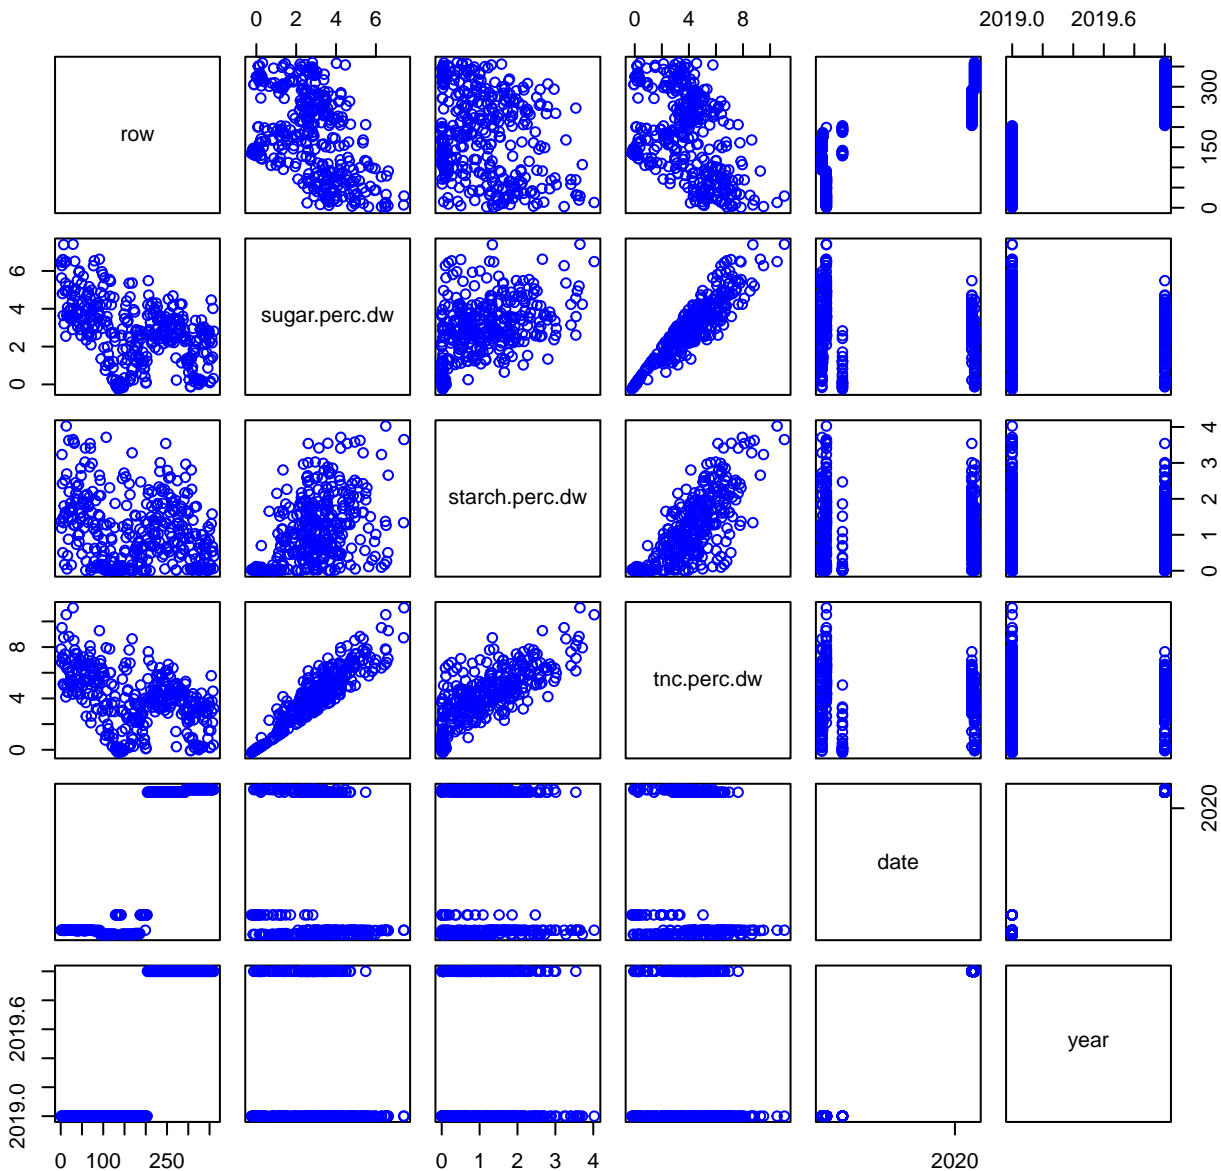 0 2 4 6 0 4 8 2019.0 2019.6
row
0 150 300
0 2 4 6
sugar.perc.dw
starch.perc.dw
0 1 2 3 4
0 4 8
tnc.perc.dw
date
2020
2019.0 2019.6
year
0 100 250 0 1 2 3 4 2020